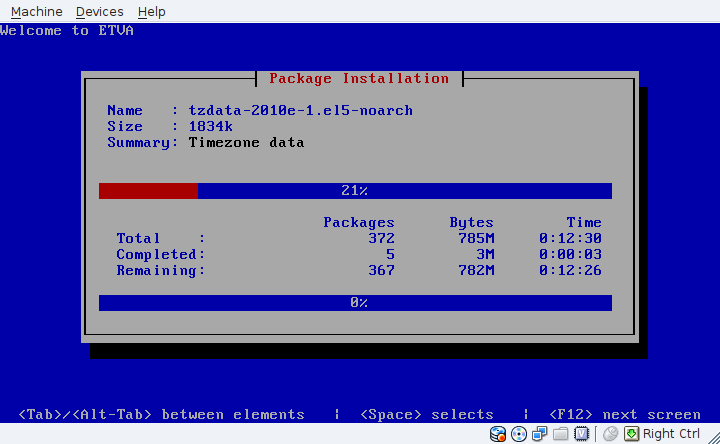 Machine Devices Help
Welcome to ETVA
Package Installation
Name : tzdata-2010e-1.el5-noarch
Size : 1834k
Summary: Timezone data
21%
Packages Bytes Time
Total : 372 785M 0:12:30
Completed: 5 3M 0:00:03
Remaining: 367 782M 0:12:26
0%
<Tab>/<Alt-Tab> between elements | <Space> selects | <F12> next screen
Right Ctrl